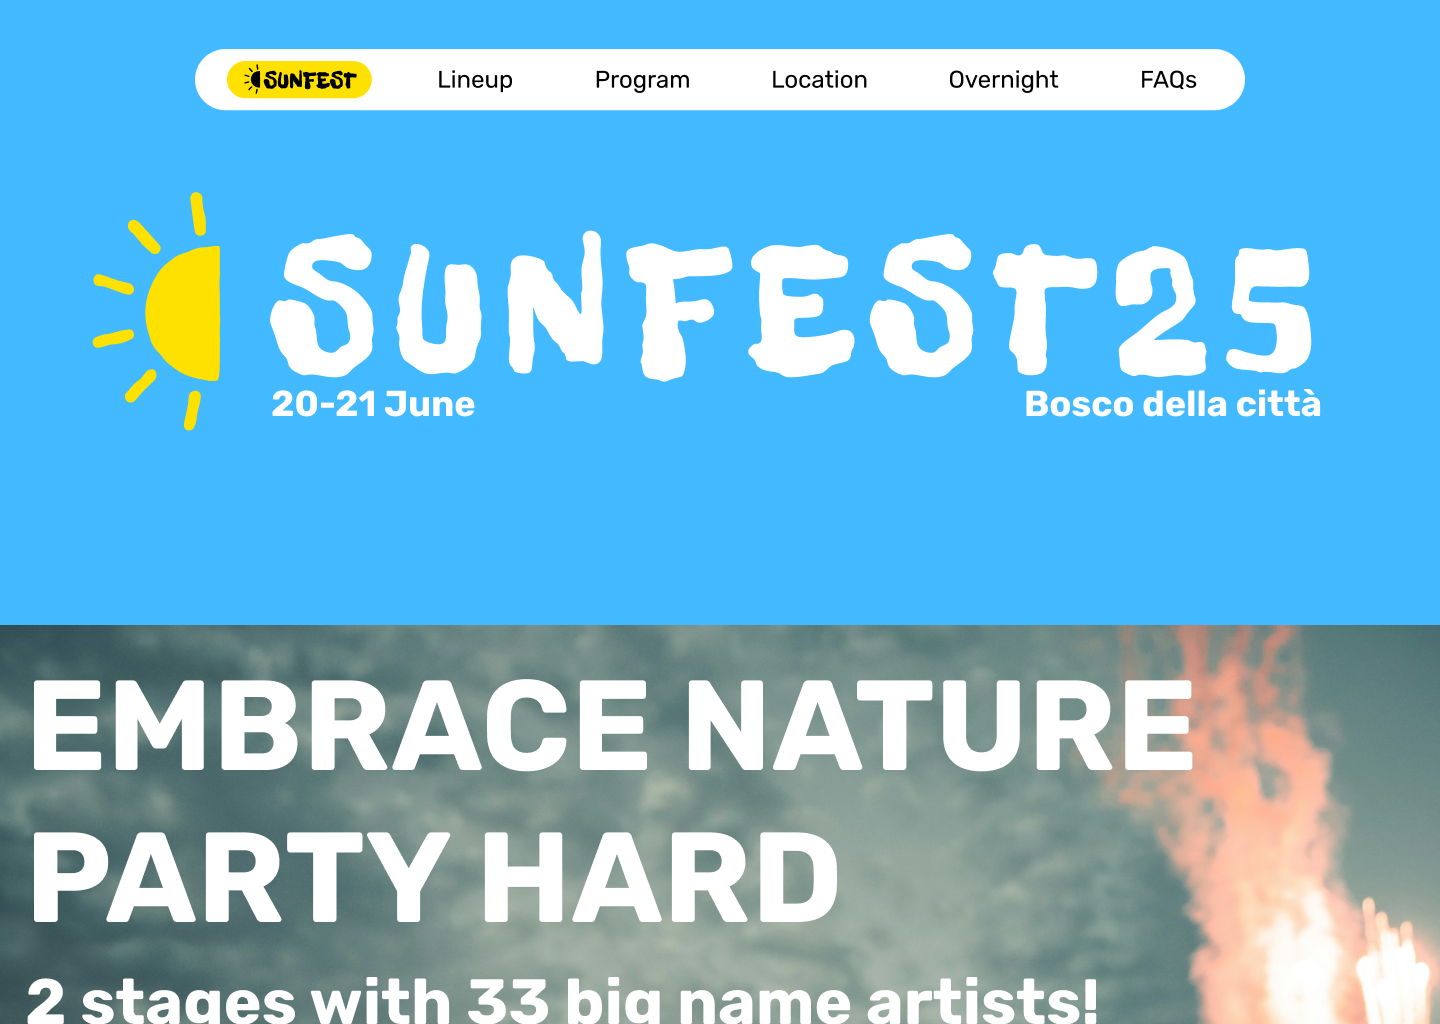 SUNFEST Lineup Program Location Overnight FAQs
SUNFEST25
20-21 June Bosco della città
EMBRACE NATURE
PARTY HARD
2 stages with 33 big name artists!